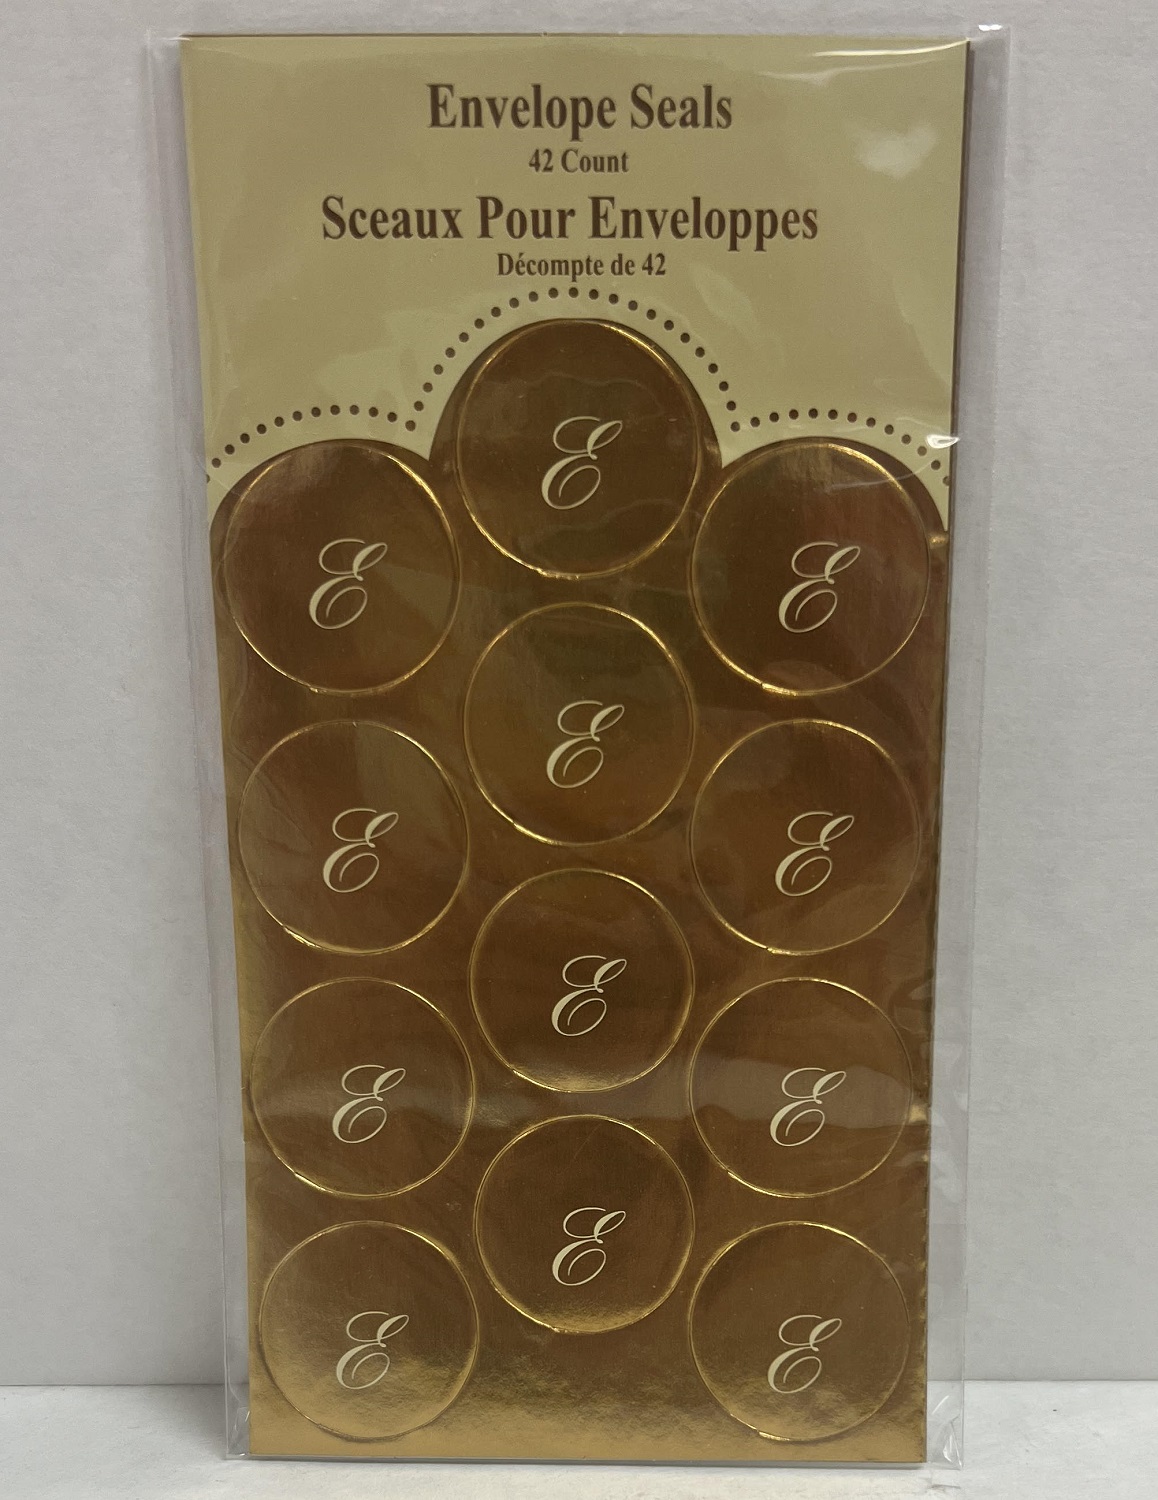 Envelope Seals
42 Count
Sceaux Pour Enveloppes
Décompte de 42
E
E E
E
E E
E
E E
E
E E